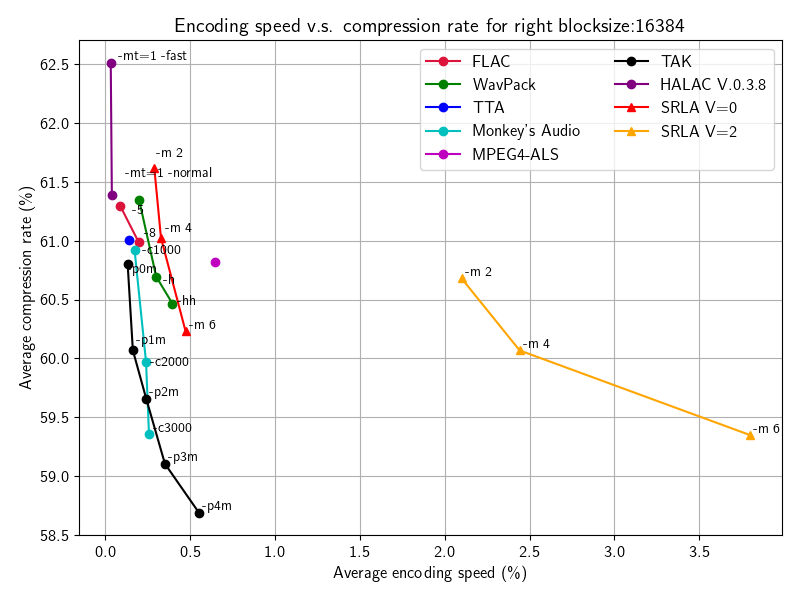 Encoding speed v.s. compression rate for right blocksize:16384
FLAC
WavPack
TTA
Monkey's Audio
MPEG4-ALS
TAK
HALAC V.0.3.8
SRLA V=0
SRLA V=2
-mt=1 -fast
-m 2
-mt=1 -normal
-5
-m 4
-8
-c1000
-p0m
-h
-m 2
-hh
-m 6
-p1m
-m 4
-c2000
-p2m
-c3000
-m 6
-p3m
-p4m
62.5
62.0
61.5
61.0
60.5
60.0
59.5
59.0
58.5
Average compression rate (%)
0.0 0.5 1.0 1.5 2.0 2.5 3.0 3.5
Average encoding speed (%)